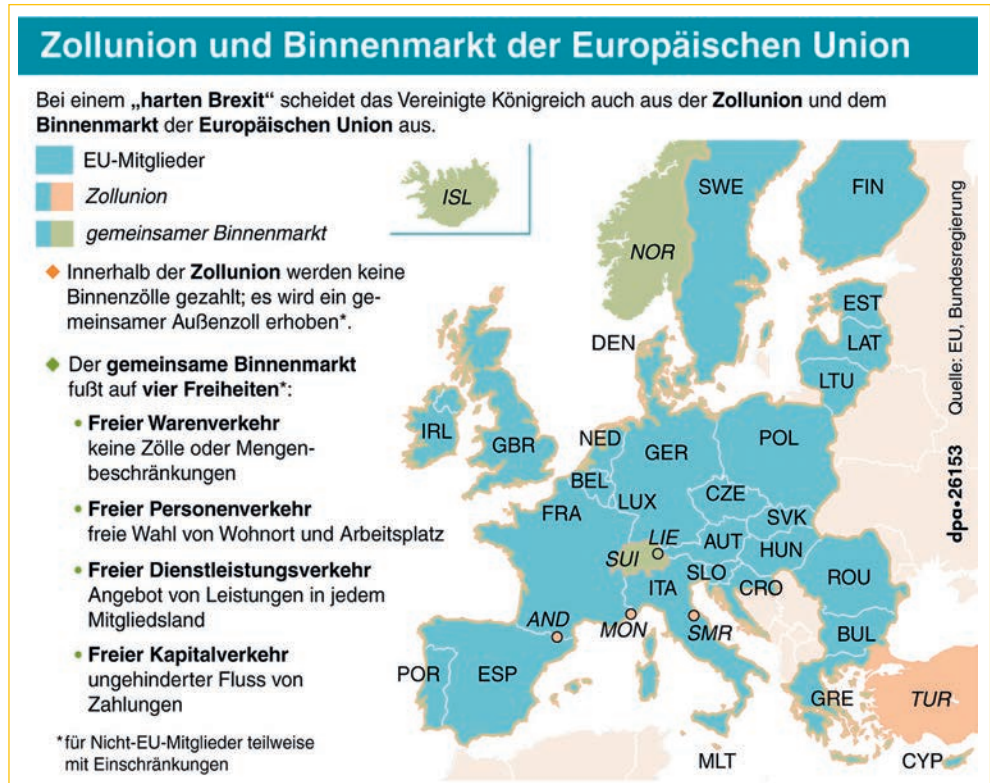 Zollunion und Binnenmarkt der Europäischen Union
Bei einem „harten Brexit“ scheidet das Vereinigte Königreich auch aus der Zollunion und dem
Binnenmarkt der Europäischen Union aus.
EU-Mitglieder
Zollunion
gemeinsamer Binnenmarkt
Innerhalb der Zollunion werden keine
Binnenzölle gezahlt; es wird ein ge-
meinsamer Außenzoll erhoben*.
Der gemeinsame Binnenmarkt
fußt auf vier Freiheiten*:
• Freier Warenverkehr
keine Zölle oder Mengen-
beschränkungen
• Freier Personenverkehr
freie Wahl von Wohnort und Arbeitsplatz
• Freier Dienstleistungsverkehr
Angebot von Leistungen in jedem
Mitgliedsland
• Freier Kapitalverkehr
ungehinderter Fluss von
Zahlungen
*für Nicht-EU-Mitglieder teilweise
mit Einschränkungen
ISL
SWE
FIN
NOR
EST
DEN
LAT
LTU
IRL
GBR
NED
GER
POL
BEL
LUX
CZE
FRA
SVK
LIE
AUT
SUI
HUN
SLO
ITA
CRO
ROU
AND
MON
SMR
BUL
POR
ESP
GRE
TUR
MLT
CYP
Quelle: EU, Bundesregierung
dpa•26153